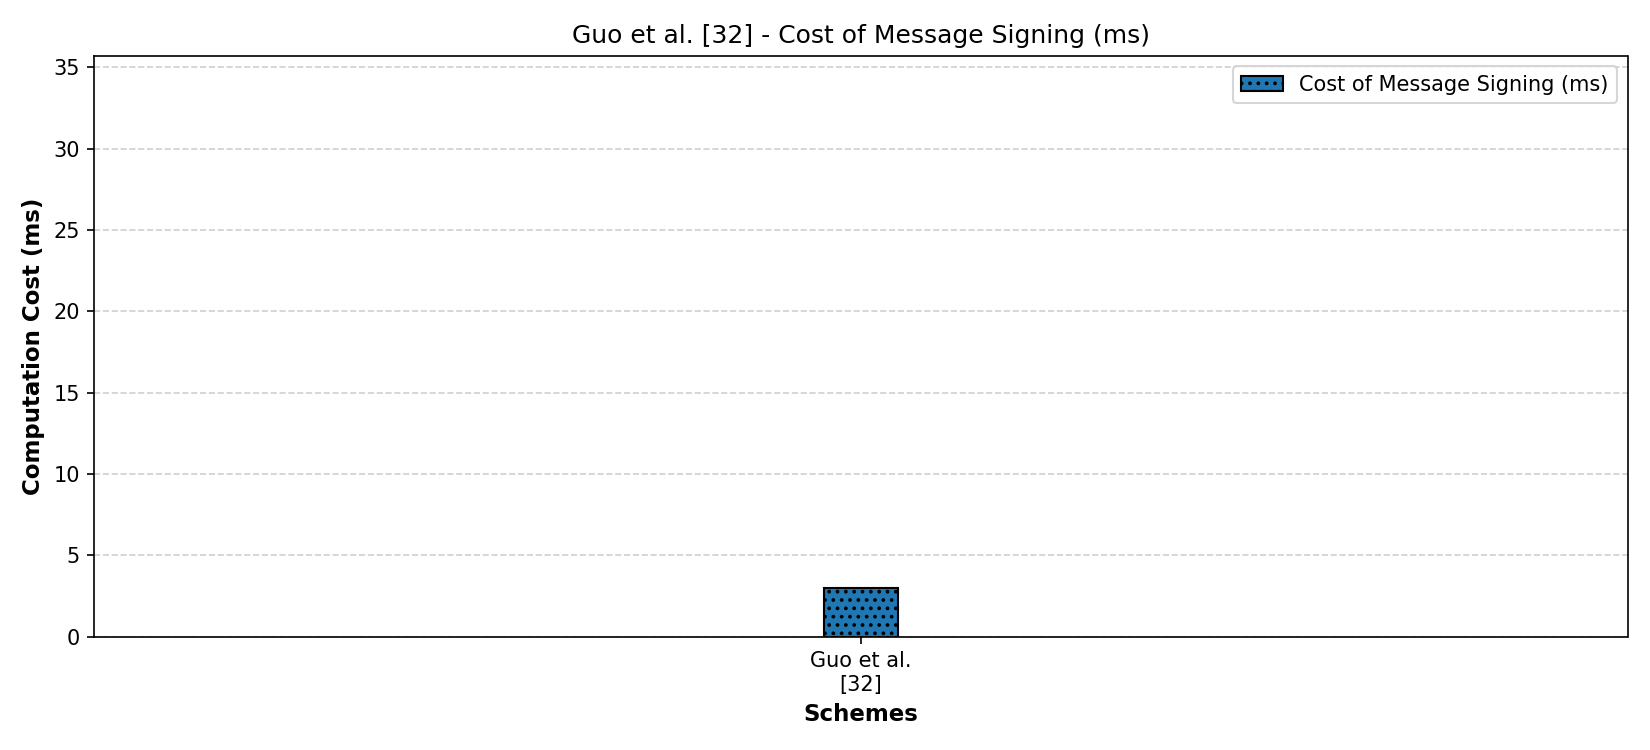 Guo et al. [32] - Cost of Message Signing (ms)
Cost of Message Signing (ms)
Computation Cost (ms)
35
30
25
20
15
10
5
0
Guo et al.
[32]
Schemes